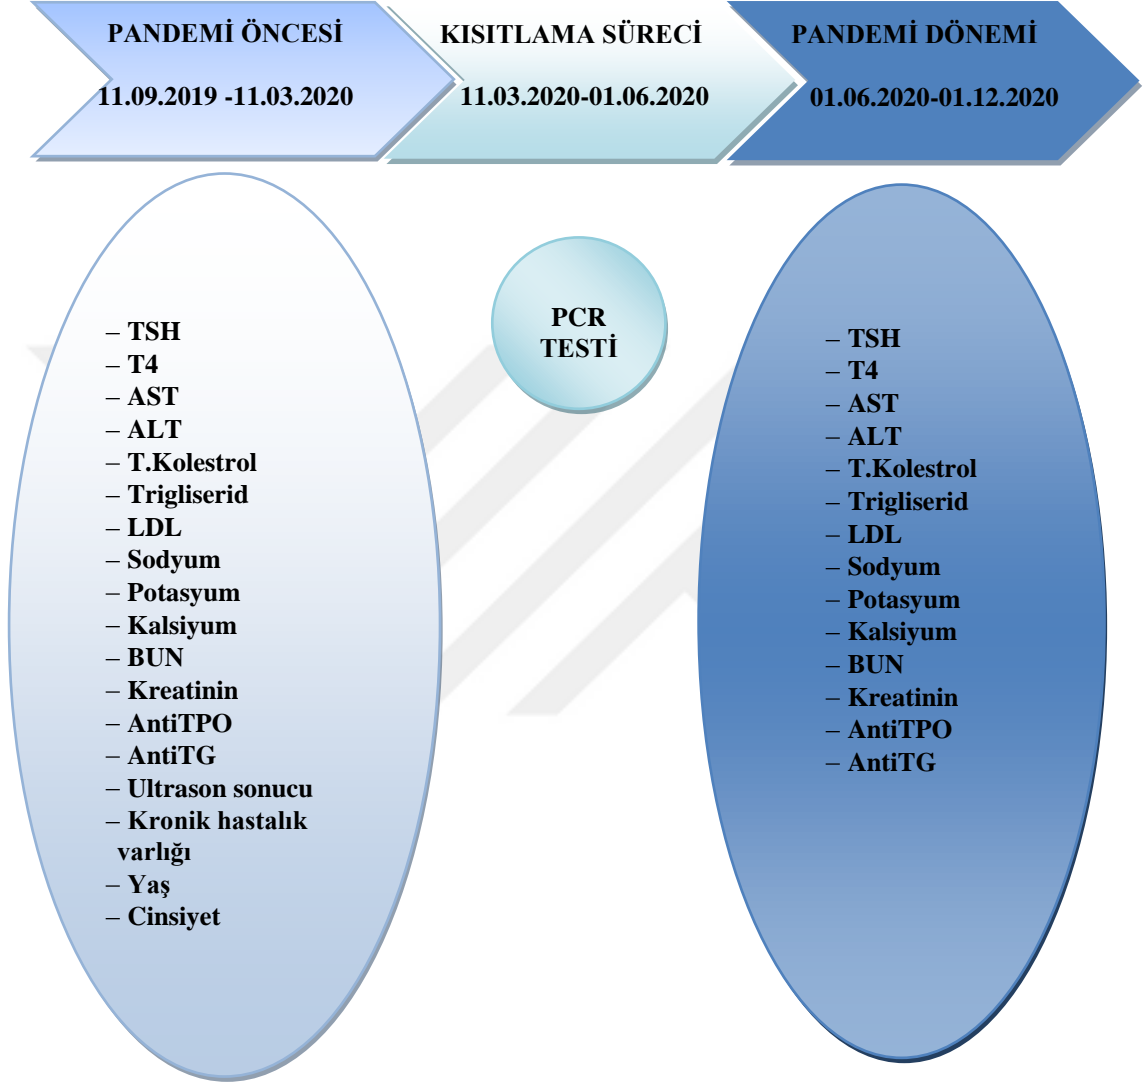 PANDEMİ ÖNCESİ
11.09.2019 -11.03.2020
KISITLAMA SÜRECİ
11.03.2020-01.06.2020
PANDEMİ DÖNEMİ
01.06.2020-01.12.2020
– TSH
– T4
– AST
– ALT
– T.Kolestrol
– Trigliserid
– LDL
– Sodyum
– Potasyum
– Kalsiyum
– BUN
– Kreatinin
– AntiTPO
– AntiTG
– Ultrason sonucu
– Kronik hastalık
varlığı
– Yaş
– Cinsiyet
PCR
TESTİ
– TSH
– T4
– AST
– ALT
– T.Kolestrol
– Trigliserid
– LDL
– Sodyum
– Potasyum
– Kalsiyum
– BUN
– Kreatinin
– AntiTPO
– AntiTG